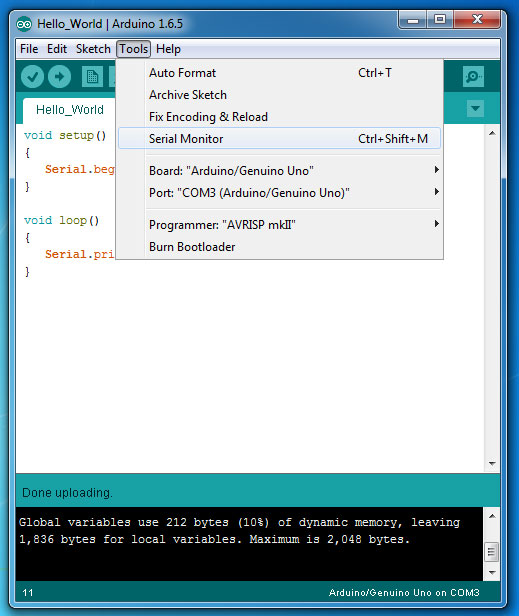 Hello_World | Arduino 1.6.5
File Edit Sketch Tools Help
Auto Format Ctrl+T
Archive Sketch
Fix Encoding & Reload
Serial Monitor Ctrl+Shift+M
Board: "Arduino/Genuino Uno"
Port: "COM3 (Arduino/Genuino Uno)"
Programmer: "AVRISP mkII"
Burn Bootloader
Hello_World
void setup()
{
Serial.beg
}
void loop()
{
Serial.pri
}
Done uploading.
Global variables use 212 bytes (10%) of dynamic memory, leaving
1,836 bytes for local variables. Maximum is 2,048 bytes.
11 Arduino/Genuino Uno on COM3